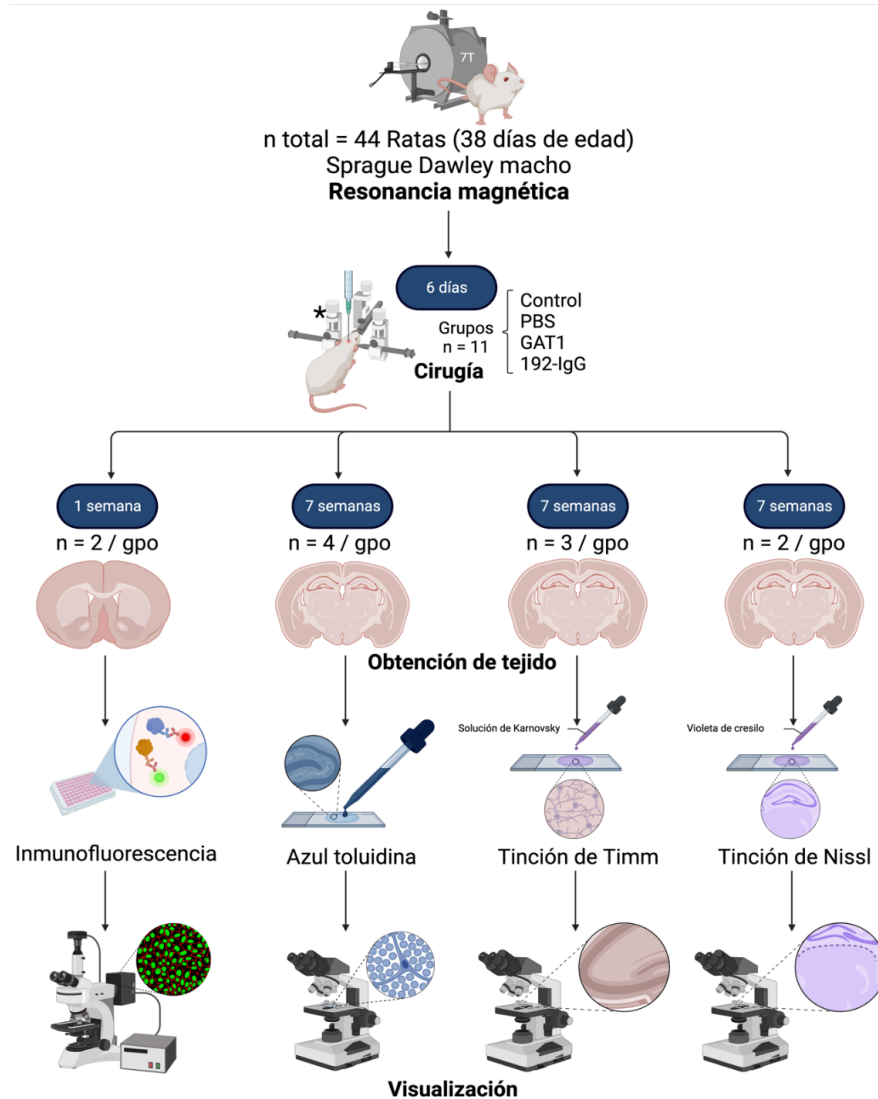 7T
n total = 44 Ratas (38 días de edad)
Sprague Dawley macho
Resonancia magnética
*
6 días
Grupos
n = 11
Control
PBS
GAT1
192-IgG
Cirugía
1 semana
7 semanas
7 semanas
7 semanas
n = 2 / gpo
n = 4 / gpo
n = 3 / gpo
n = 2 / gpo
Obtención de tejido
Solución de Karnovsky
Violeta de cresilo
Inmunofluorescencia
Azul toluidina
Tinción de Timm
Tinción de Nissl
Visualización